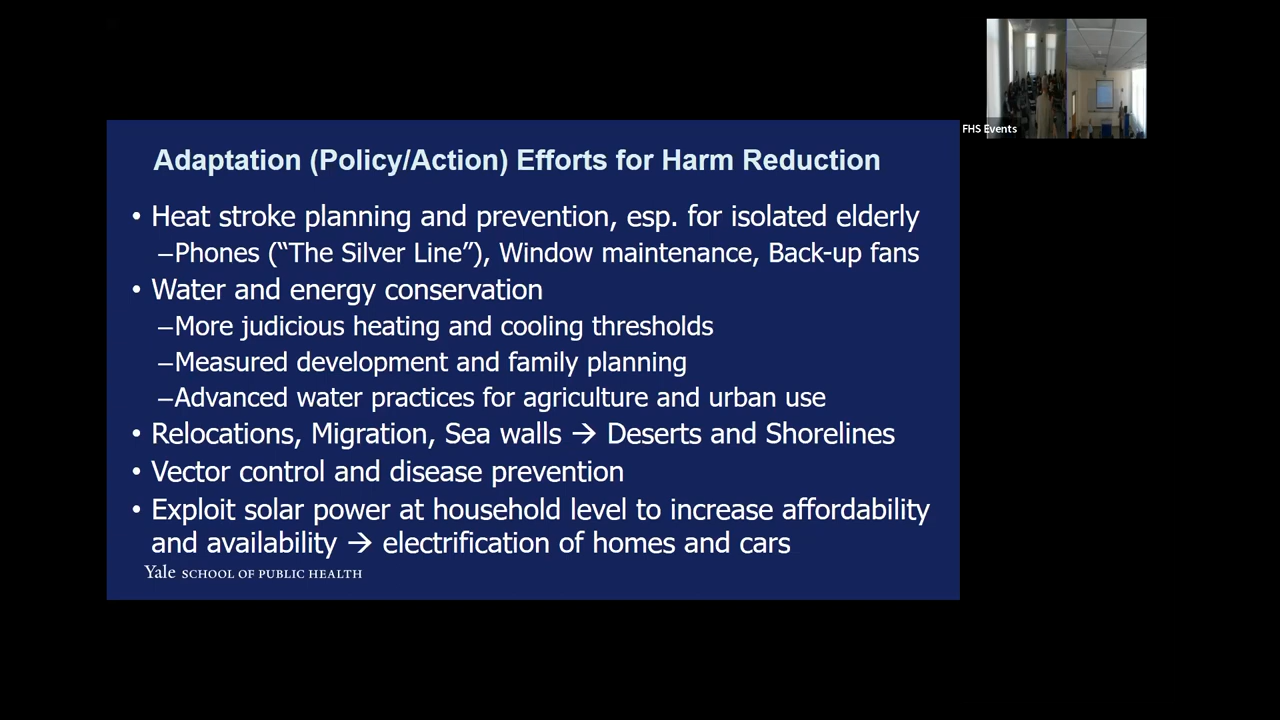 Adaptation (Policy/Action) Efforts for Harm Reduction
• Heat stroke planning and prevention, esp. for isolated elderly
–Phones (“The Silver Line”), Window maintenance, Back-up fans
• Water and energy conservation
–More judicious heating and cooling thresholds
–Measured development and family planning
–Advanced water practices for agriculture and urban use
• Relocations, Migration, Sea walls → Deserts and Shorelines
• Vector control and disease prevention
• Exploit solar power at household level to increase affordability
and availability → electrification of homes and cars
Yale SCHOOL OF PUBLIC HEALTH
FHS Events